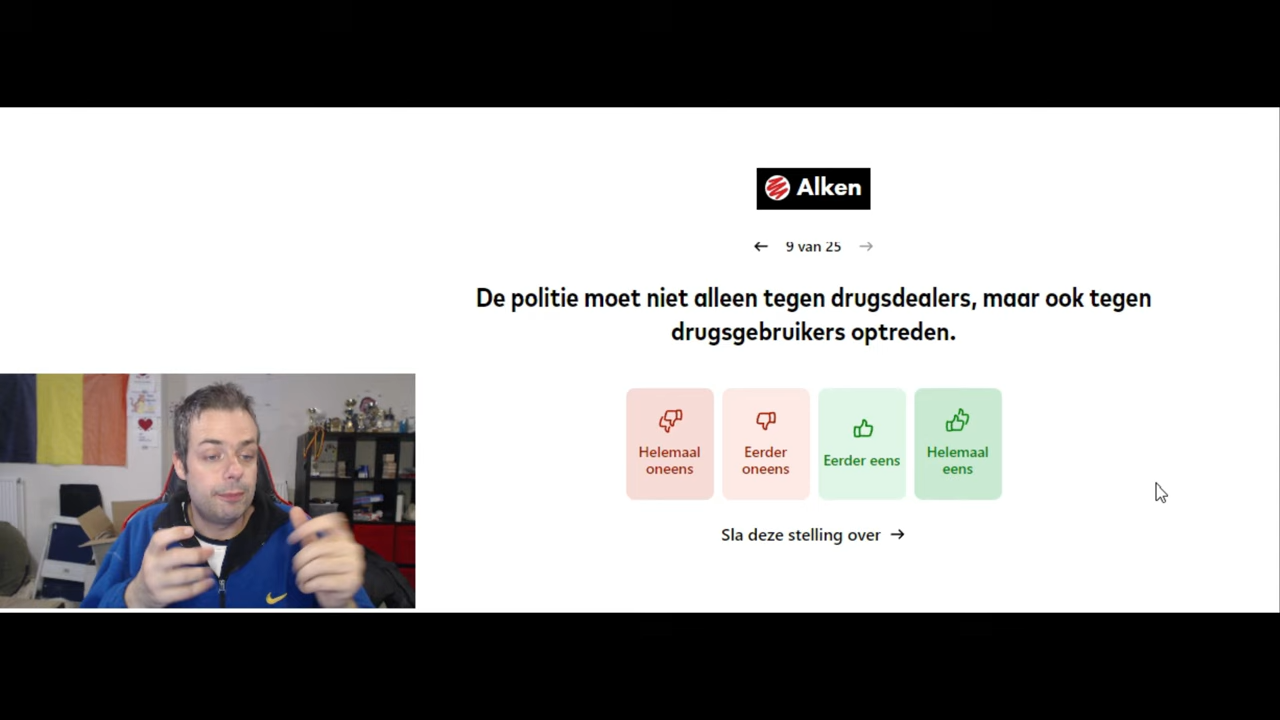 Alken
9 van 25
De politie moet niet alleen tegen drugsdealers, maar ook tegen
drugsgebruikers optreden.
Helemaal
oneens
Eerder
oneens
Eerder eens
Helemaal
eens
Sla deze stelling over